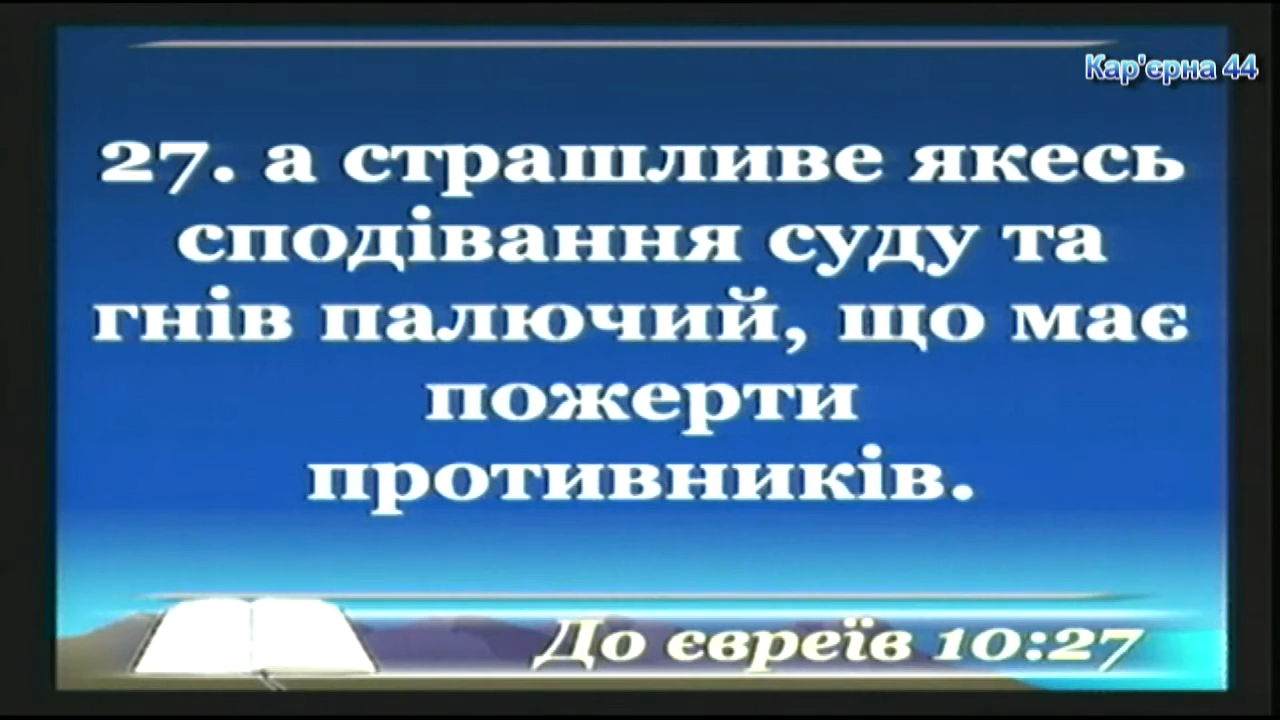 Кар'єрна 44
27. а страшливе якесь
сподівання суду та
гнів палючий, що має
пожерти
противників.
До євреїв 10:27